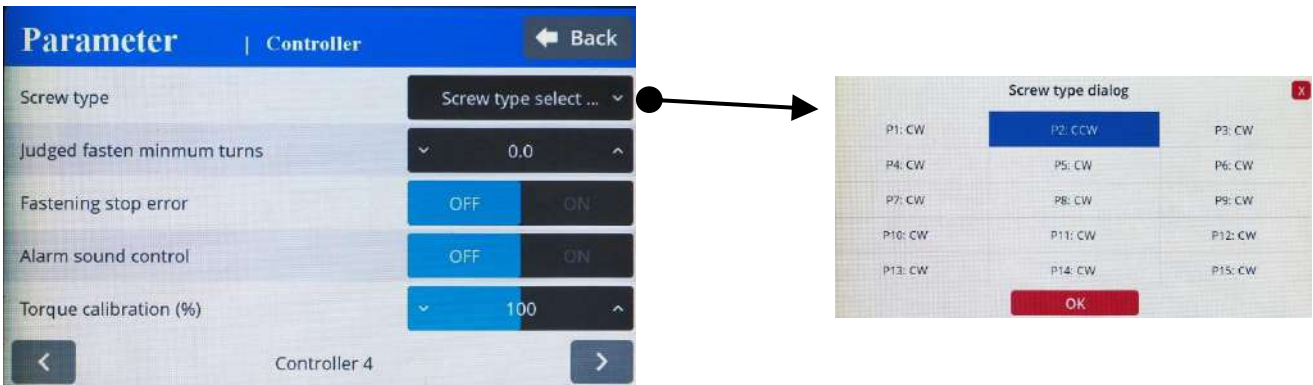 Parameter | Controller Back
Screw type Screw type select ...
Judged fasten minmum turns 0.0
Fastening stop error OFF ON
Alarm sound control OFF ON
Torque calibration (%) 100
< Controller 4 >
Screw type dialog X
P1: CW P2: CCW P3: CW
P4: CW P5: CW P6: CW
P7: CW P8: CW P9: CW
P10: CW P11: CW P12: CW
P13: CW P14: CW P15: CW
OK